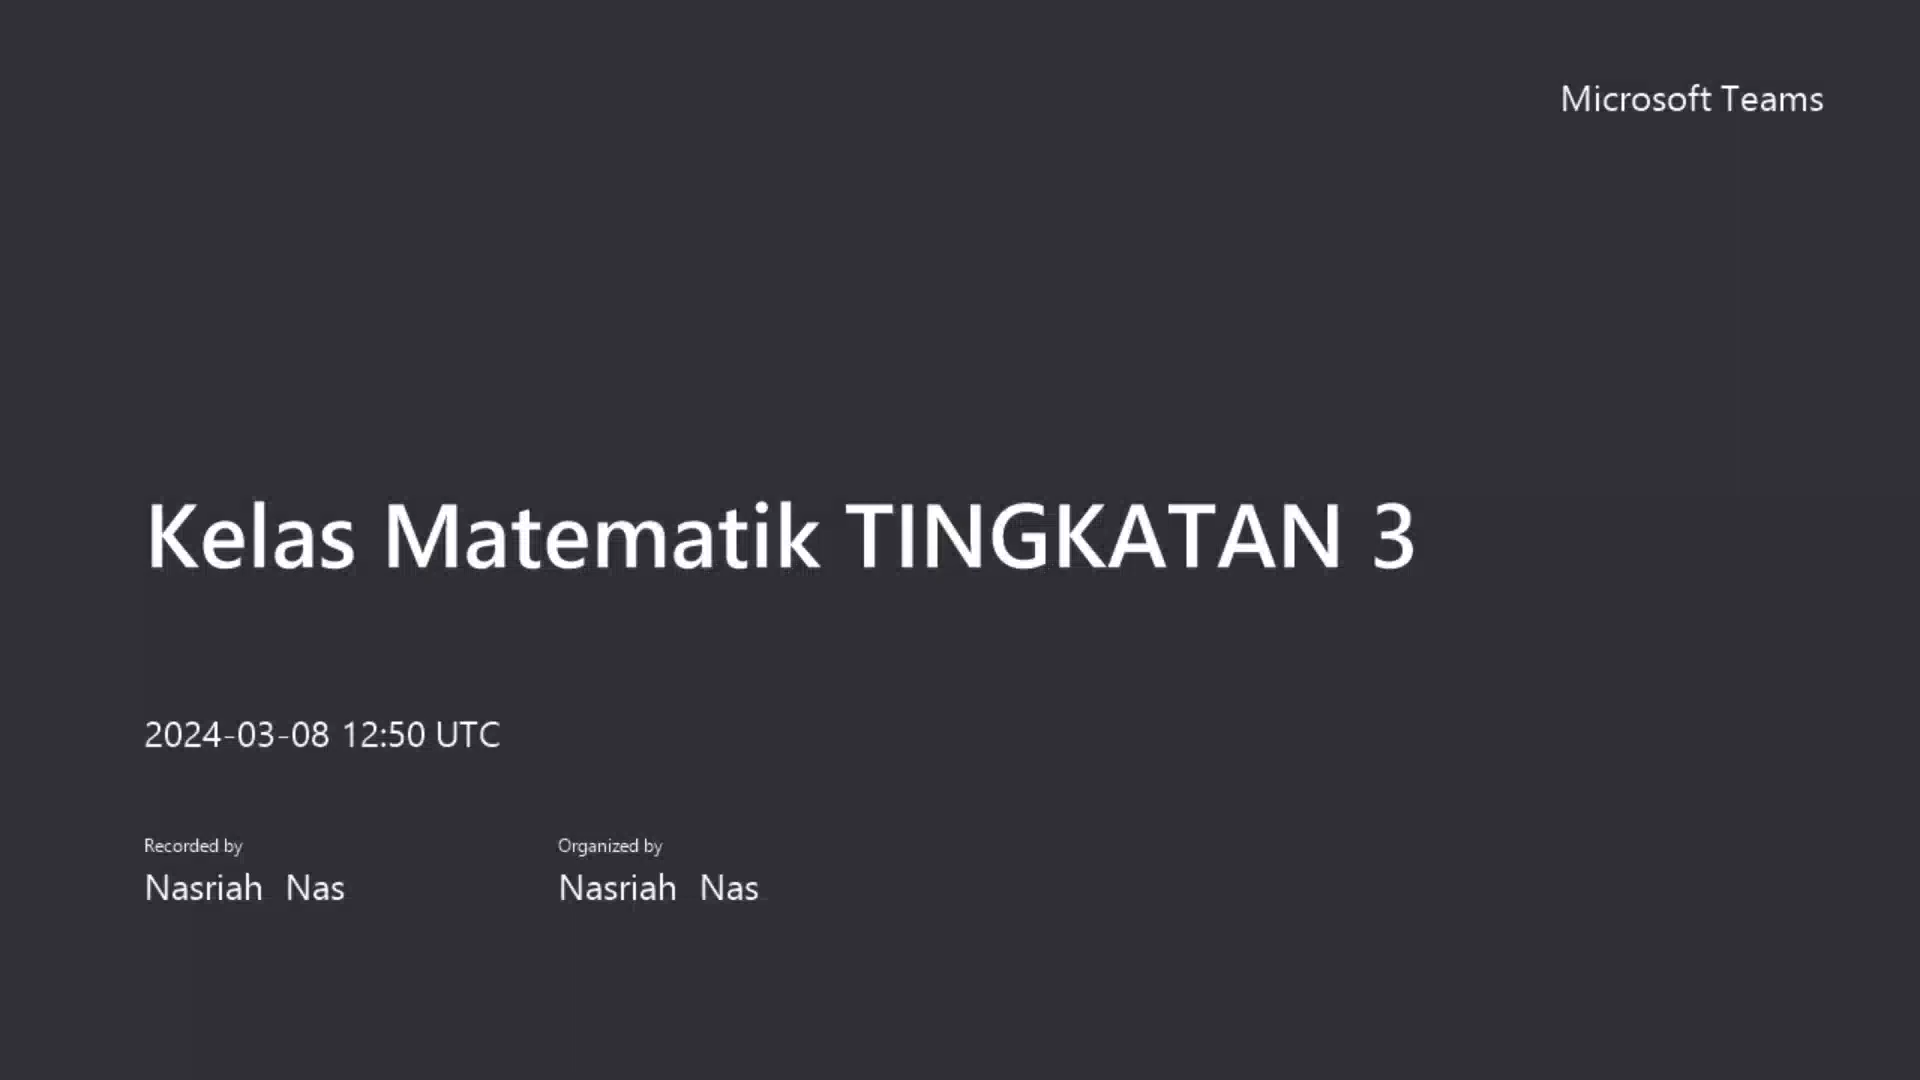 Microsoft Teams
Kelas Matematik TINGKATAN 3
2024-03-08 12:50 UTC
Recorded by
Organized by
Nasriah Nas
Nasriah Nas